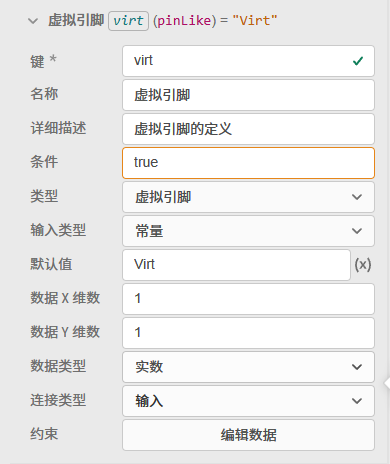 虚拟引脚 virt (pinLike) = "Virt"
键 * virt
名称 虚拟引脚
详细描述 虚拟引脚的定义
条件 true
类型 虚拟引脚
输入类型 常量
默认值 Virt (x)
数据 X 维数 1
数据 Y 维数 1
数据类型 实数
连接类型 输入
约束 编辑数据